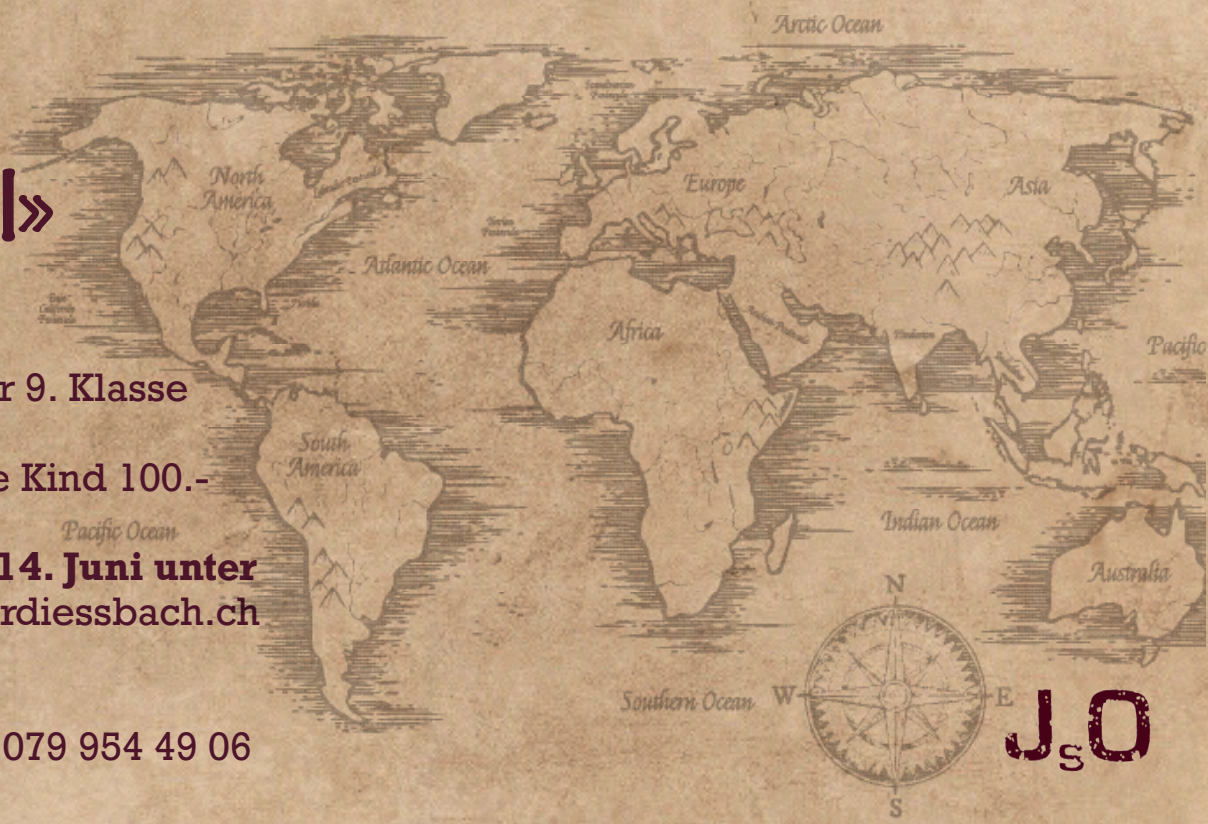 Arctic Ocean
North
America
Europe
Asia
l»
Atlantic Ocean
Africa
Pacific
r 9. Klasse
South
America
e Kind 100.-
Pacific Ocean
Indian Ocean
14. Juni unter
Australia
rdiessbach.ch
N
Southern Ocean
W
E
JsO
079 954 49 06
S